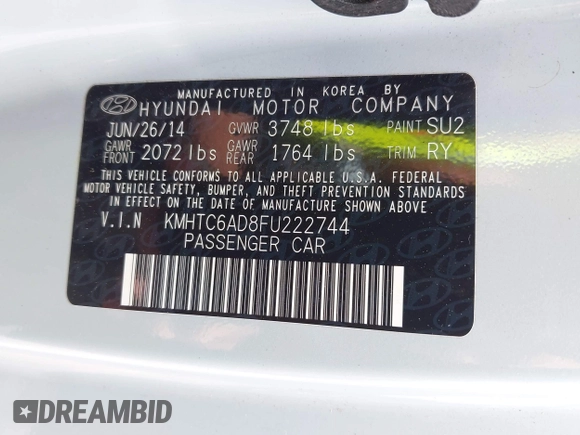 MANUFACTURED IN KOREA BY
HYUNDAI MOTOR COMPANY
JUN/26/14 GVWR 3748 lbs PAINT SU2
GAWR FRONT 2072 lbs GAWR REAR 1764 lbs TRIM RY
THIS VEHICLE CONFORMS TO ALL APPLICABLE U.S.A. FEDERAL
MOTOR VEHICLE SAFETY, BUMPER, AND THEFT PREVENTION STANDARDS
IN EFFECT ON THE DATE OF MANUFACTURE SHOWN ABOVE.
V.I.N KMHTC6AD8FU222744
PASSENGER CAR
DREAMBID